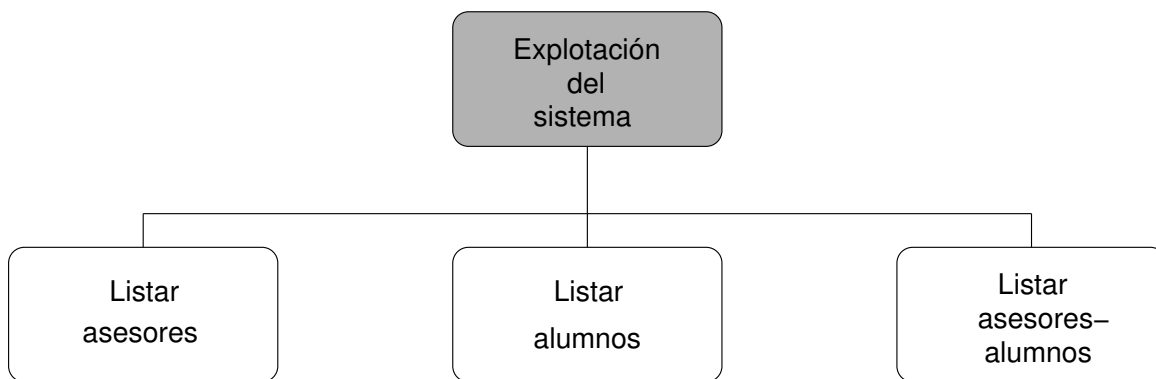 Explotación
del
sistema
Listar
asesores
Listar
alumnos
Listar
asesores−
alumnos